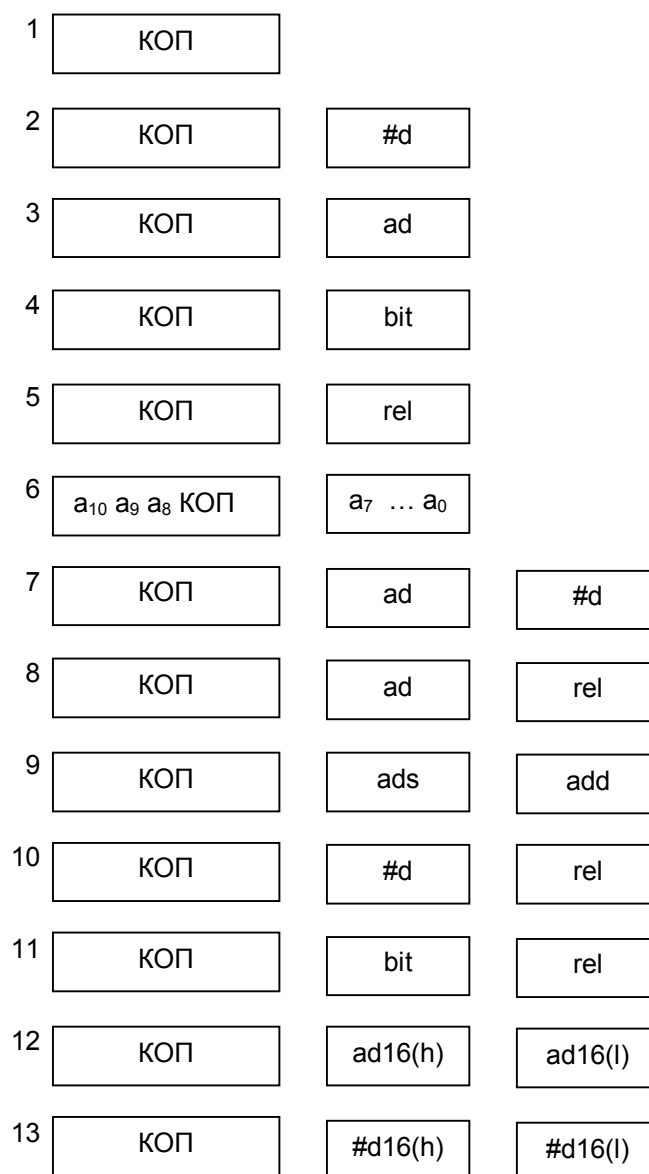 1 КОП
2 КОП #d
3 КОП ad
4 КОП bit
5 КОП rel
6 a₁₀ a₉ a₈ КОП a₇ … a₀
7 КОП ad #d
8 КОП ad rel
9 КОП ads add
10 КОП #d rel
11 КОП bit rel
12 КОП ad16(h) ad16(l)
13 КОП #d16(h) #d16(l)